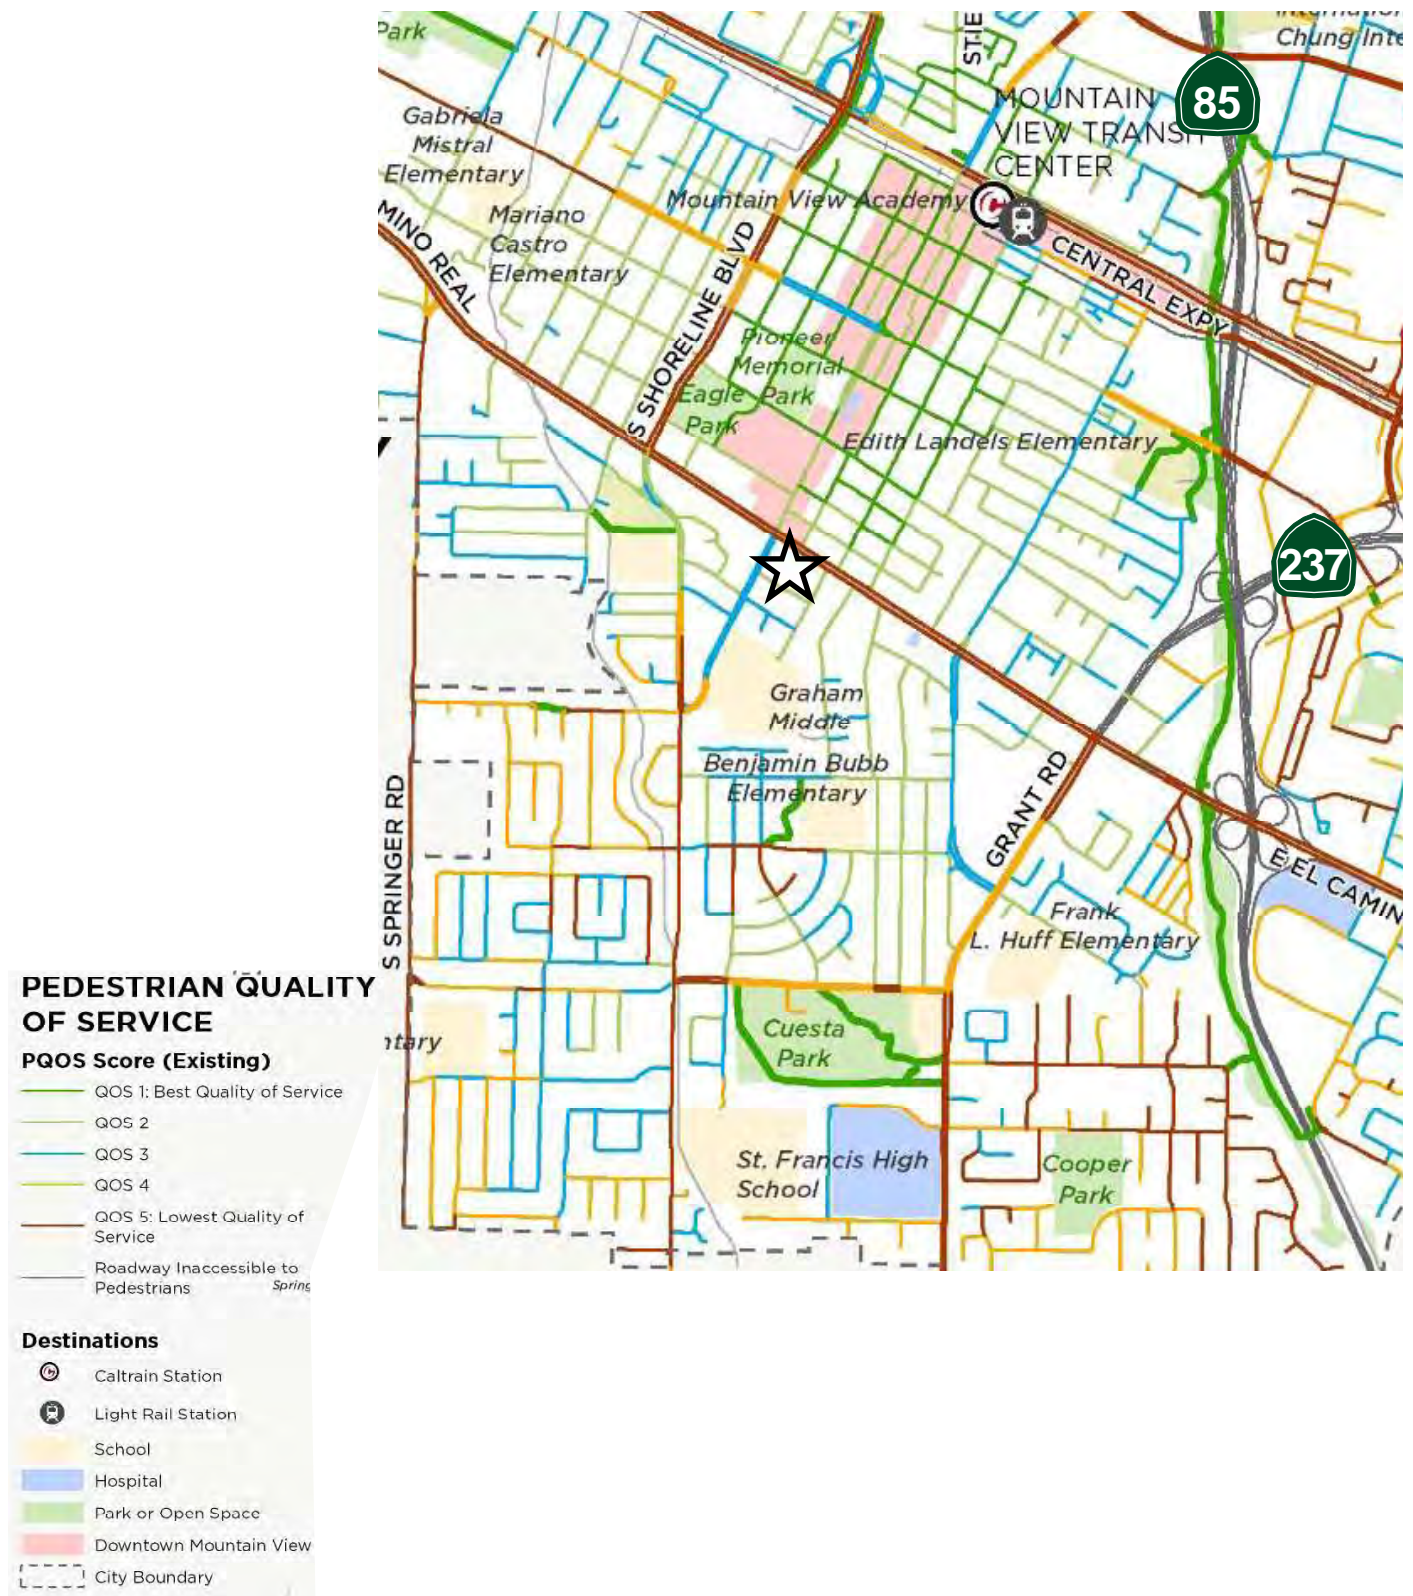 Park
STIE
Chung Inte
85
MOUNTAIN
VIEW TRANSIT
CENTER
Gabriela
Mistral
Elementary
Mountain View Academy
MINO REAL
Mariano
Castro
Elementary
S SHORELINE BLVD
CENTRAL EXPY
Pioneer
Memorial
Park
Eagle
Park
Edith Landels Elementary
237
Graham
Middle
Benjamin Bubb
Elementary
GRANT RD
S SPRINGER RD
E EL CAMIN
Frank
L. Huff Elementary
Cuesta
Park
ntary
St. Francis High
School
Cooper
Park
PEDESTRIAN QUALITY
OF SERVICE
PQOS Score (Existing)
QOS 1: Best Quality of Service
QOS 2
QOS 3
QOS 4
QOS 5: Lowest Quality of
Service
Roadway Inaccessible to
Pedestrians
Spring
Destinations
Caltrain Station
Light Rail Station
School
Hospital
Park or Open Space
Downtown Mountain View
City Boundary